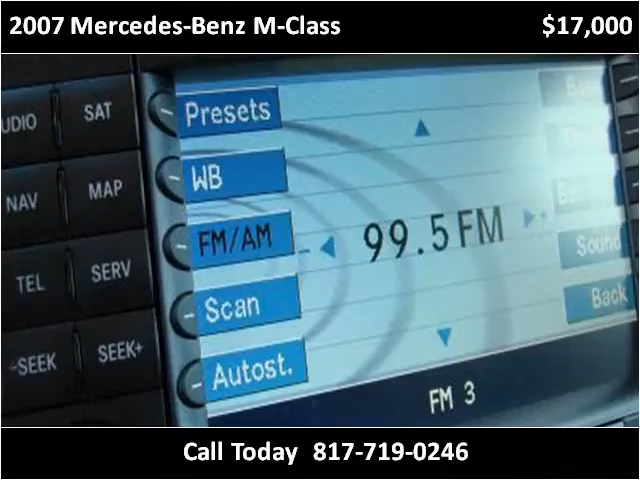 2007 Mercedes-Benz M-Class $17,000
AUDIO SAT
NAV MAP
TEL SERV
-SEEK SEEK+
Presets
WB
FM/AM
Scan
Autost.
- 99.5 FM +
Sound
Back
FM 3
Call Today 817-719-0246